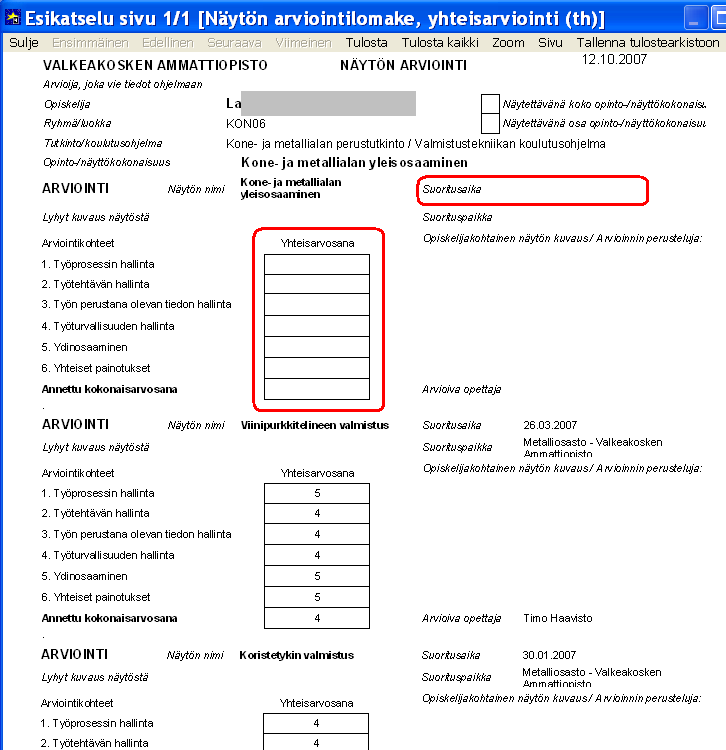 Esikatselu sivu 1/1 [Näytön arviointilomake, yhteisarviointi (th)]
Sulje Ensimmäinen Edellinen Seuraava Viimeinen Tulosta Tulosta kaikki Zoom Sivu Tallenna tulostearkistoon
VALKEAKOSKEN AMMATTIOPISTO NÄYTÖN ARVIOINTI 12.10.2007
Arvioija, joka vie tiedot ohjelmaan
Opiskelija La Näytettävänä koko opinto-/näyttökokonaisu
Ryhmä/luokka KON06 Näytettävänä osa opinto-/näyttökokonaisu
Tutkinto/koulutusohjelma Kone- ja metallialan perustutkinto / Valmistustekniikan koulutusohjelma
Opinto-/näyttökokonaisuus Kone- ja metallialan yleisosaaminen
ARVIOINTI Näytön nimi Kone- ja metallialan yleisosaaminen Suoritusaika
Lyhyt kuvaus näytöstä Suorituspaikka
Arviointikohteet Yhteisarvosana Opiskelijakohtainen näytön kuvaus / Arvioinnin perusteluja:
1. Työprosessin hallinta
2. Työtehtävän hallinta
3. Työn perustana olevan tiedon hallinta
4. Työturvallisuuden hallinta
5. Ydinosaaminen
6. Yhteiset painotukset
Annettu kokonaisarvosana Arvioiva opettaja
.
ARVIOINTI Näytön nimi Viinipurkkitelineen valmistus Suoritusaika 26.03.2007
Lyhyt kuvaus näytöstä Suorituspaikka Metalliosasto - Valkeakosken Ammattiopisto
Arviointikohteet Yhteisarvosana Opiskelijakohtainen näytön kuvaus / Arvioinnin perusteluja:
1. Työprosessin hallinta 5
2. Työtehtävän hallinta 4
3. Työn perustana olevan tiedon hallinta 4
4. Työturvallisuuden hallinta 4
5. Ydinosaaminen 5
6. Yhteiset painotukset 5
Annettu kokonaisarvosana 4 Arvioiva opettaja Timo Haavisto
.
ARVIOINTI Näytön nimi Koristetykin valmistus Suoritusaika 30.01.2007
Lyhyt kuvaus näytöstä Suorituspaikka Metalliosasto - Valkeakosken Ammattiopisto
Arviointikohteet Yhteisarvosana Opiskelijakohtainen näytön kuvaus / Arvioinnin perusteluja:
1. Työprosessin hallinta 4
2. Työtehtävän hallinta 4